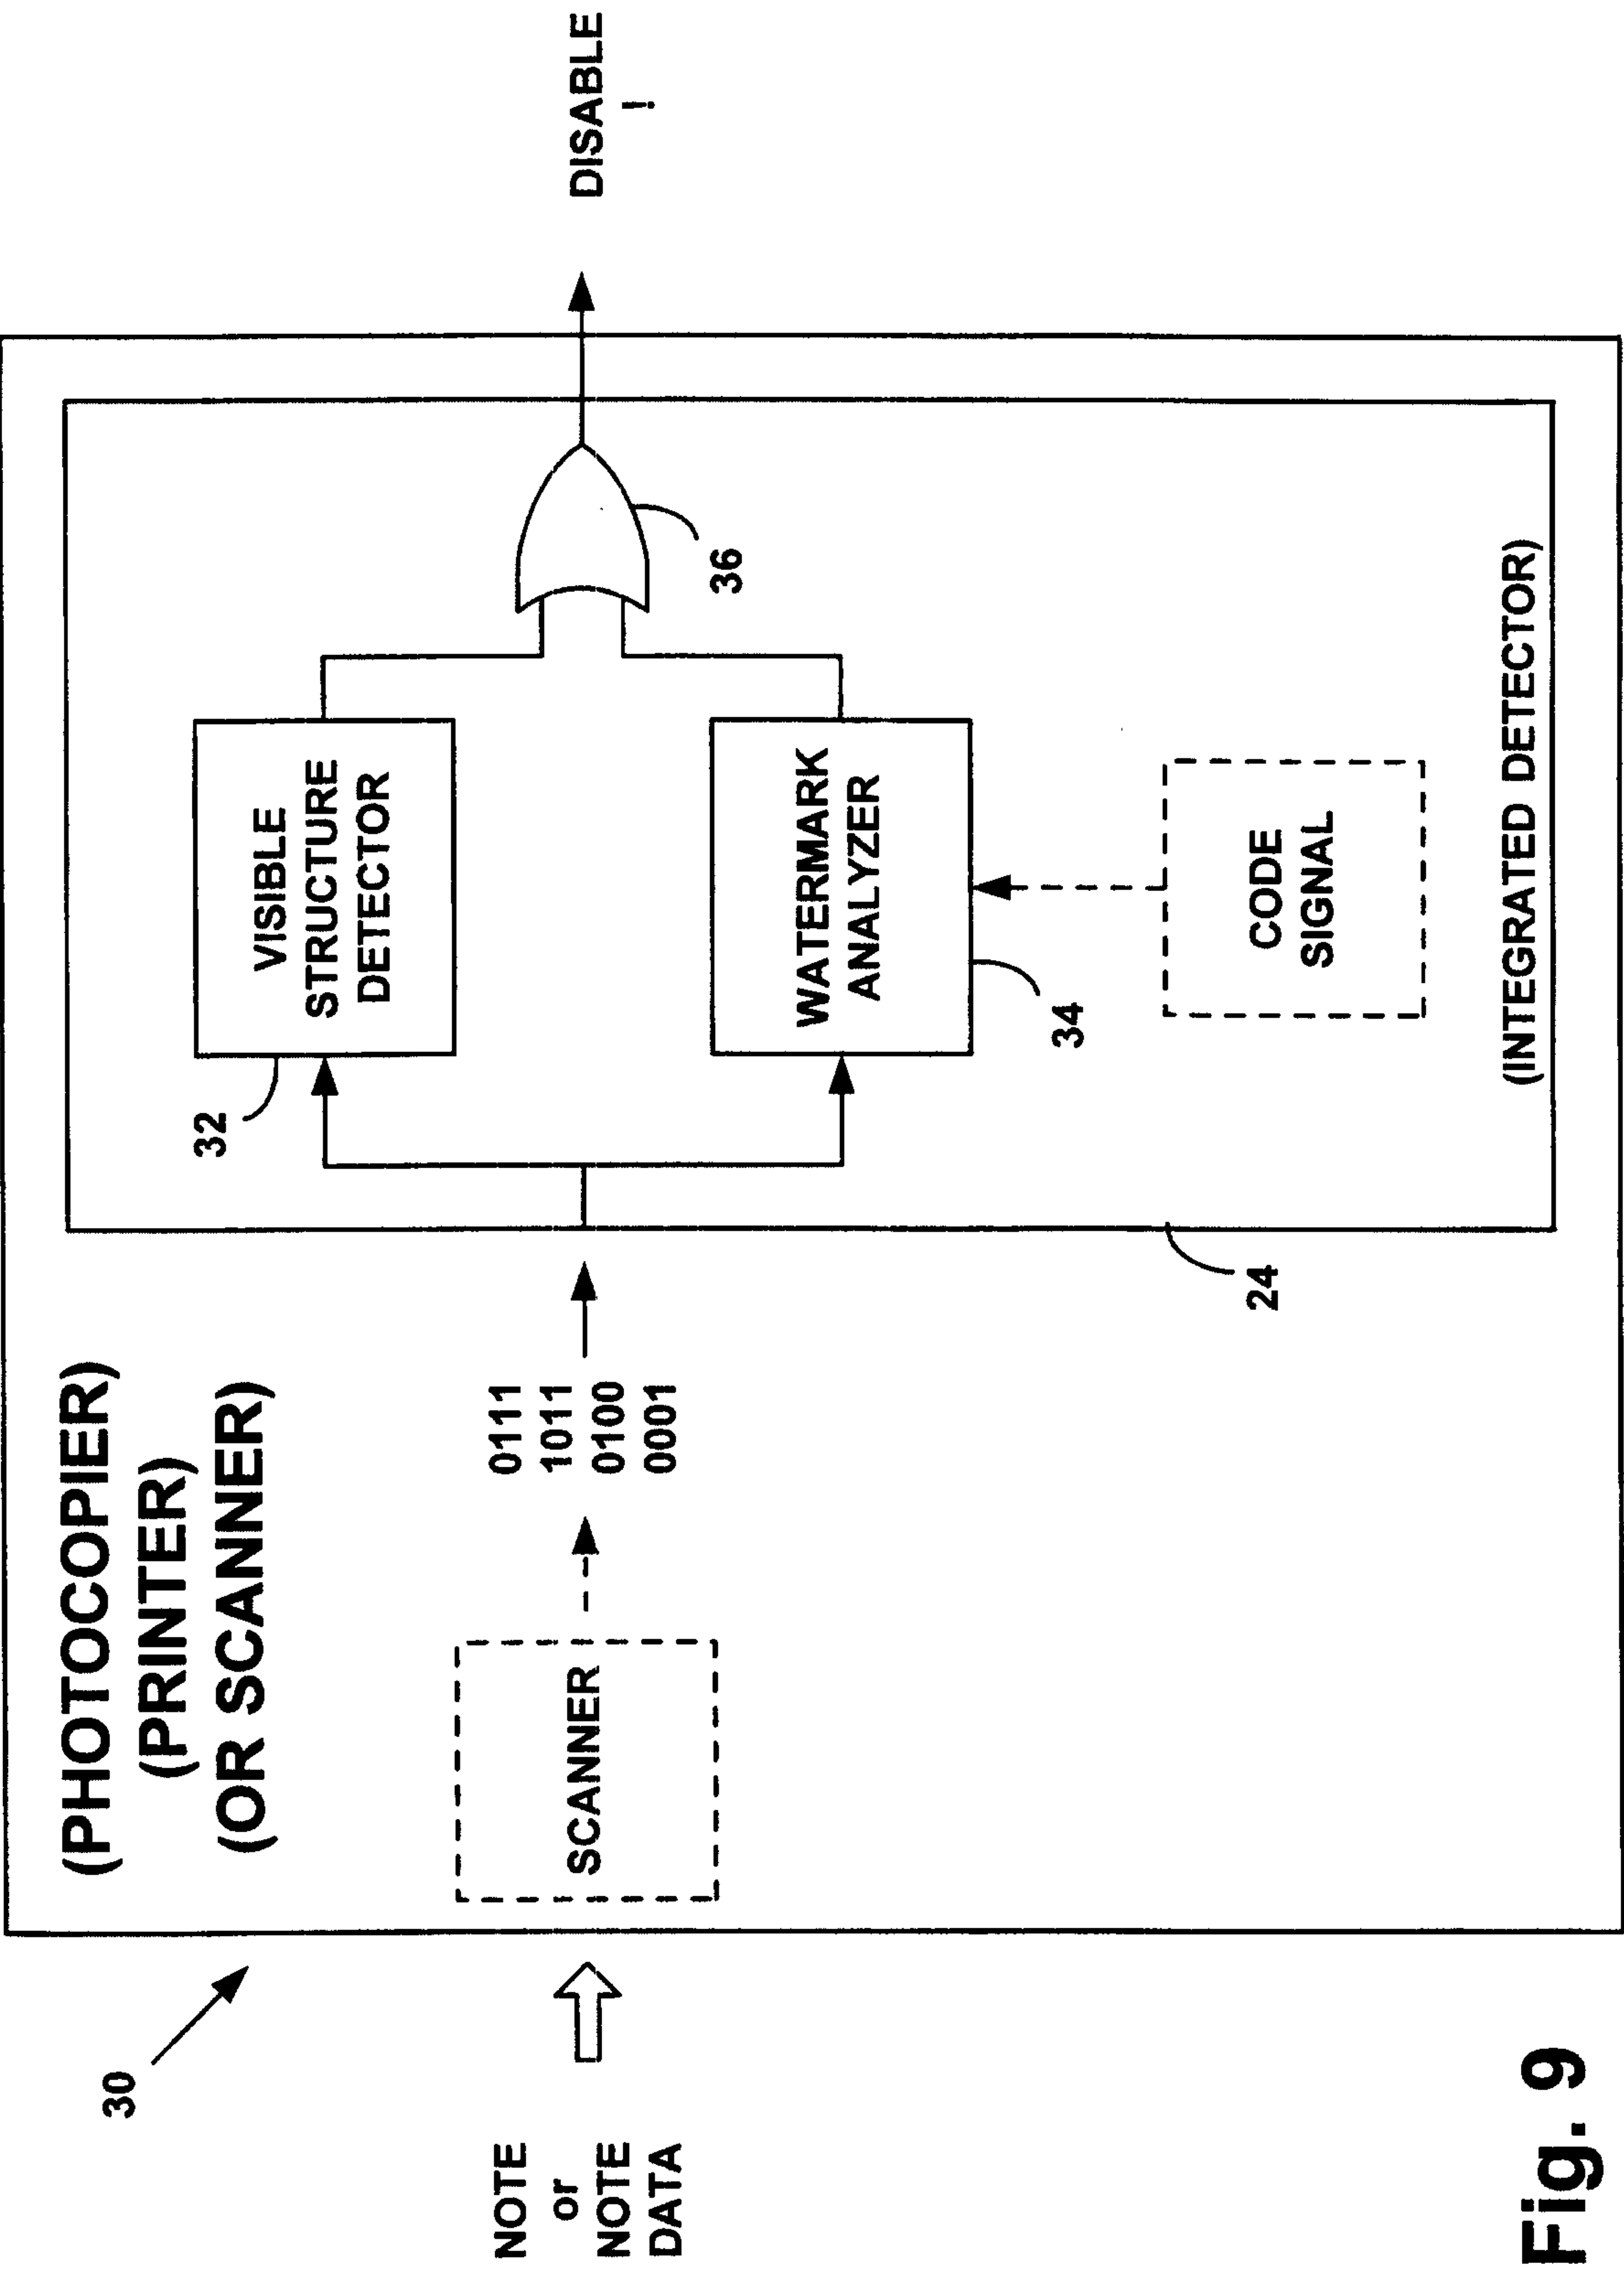 30
(PHOTOCOPIER)
(PRINTER)
(OR SCANNER)
NOTE
or
NOTE
DATA
SCANNER
0111
1011
0100
0001
32
VISIBLE
STRUCTURE
DETECTOR
WATERMARK
ANALYZER
34
CODE
SIGNAL
36
24
(INTEGRATED DETECTOR)
DISABLE
!
Fig. 9